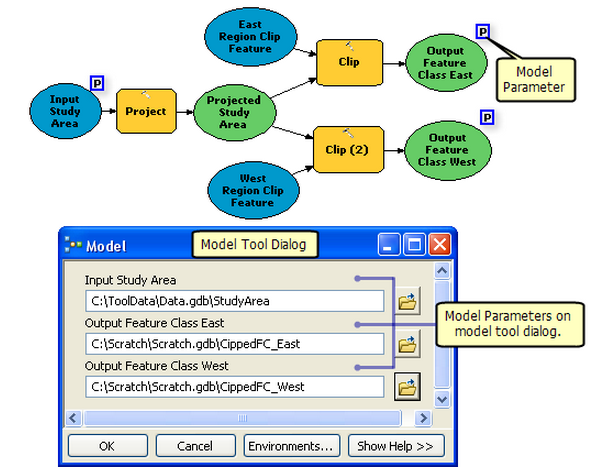 East
Region Clip
Feature
Clip
Output
Feature
Class East
P
Model
Parameter
P
Input
Study
Area
Project
Projected
Study
Area
P
Clip (2)
Output
Feature
Class West
West
Region Clip
Feature
Model
Model Tool Dialog
Input Study Area
C:\ToolData\Data.gdb\StudyArea
Output Feature Class East
C:\Scratch\Scratch.gdb\CippedFC_East
Model Parameters on
model tool dialog.
Output Feature Class West
C:\Scratch\Scratch.gdb\CippedFC_West
OK
Cancel
Environments...
Show Help >>